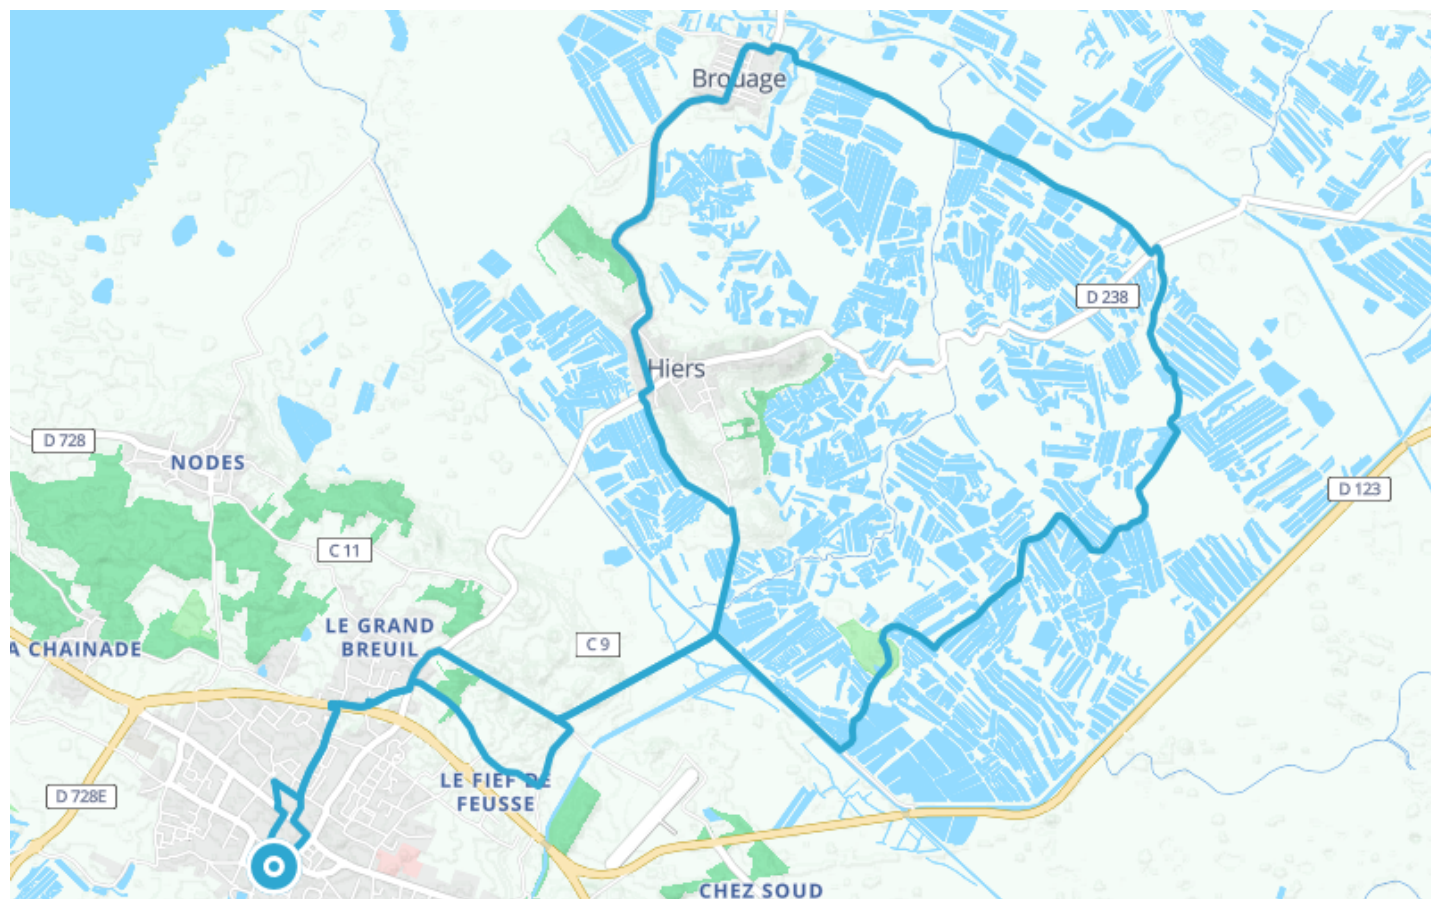 Brouage
D 238
Hiers
D 728
NODES
D 123
C 11
LE GRAND
BREUIL
C 9
A CHAINADE
LE FIEF DE
FEUSSE
D 728E
CHEZ SOUD